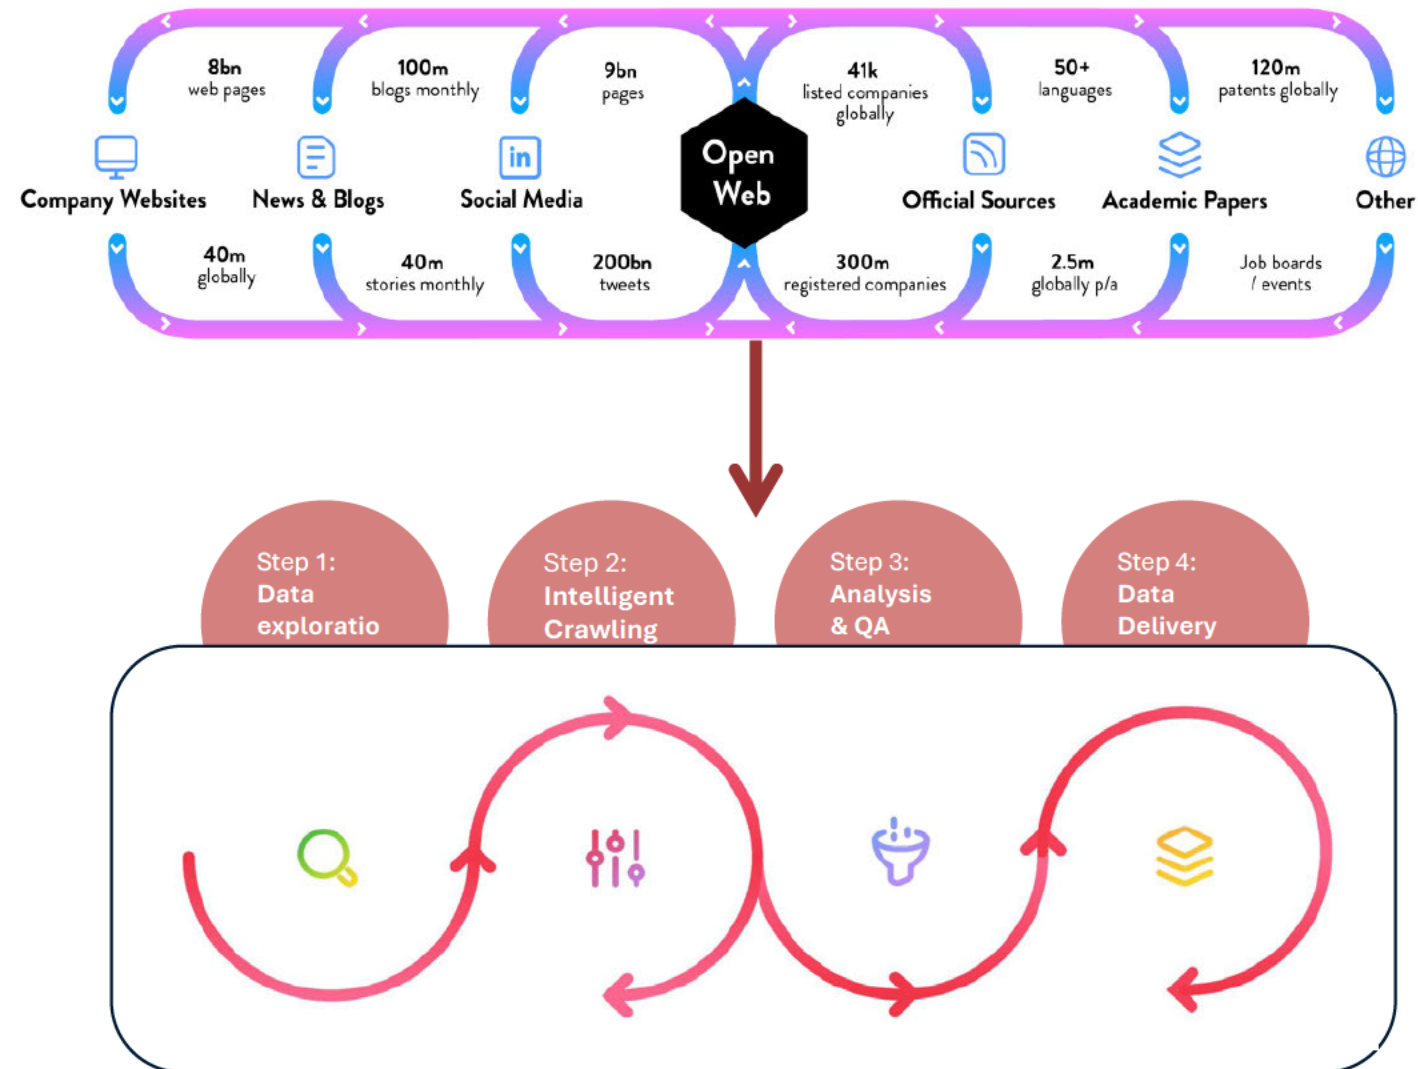 8bn
web pages
100m
blogs monthly
9bn
pages
41k
listed companies
globally
50+
languages
120m
patents globally
Open
Web
in
Company Websites
News & Blogs
Social Media
Official Sources
Academic Papers
Other
40m
globally
40m
stories monthly
200bn
tweets
300m
registered companies
2.5m
globally p/a
Job boards
/ events
Step 1:
Data
exploratio
Step 2:
Intelligent
Crawling
Step 3:
Analysis
& QA
Step 4:
Data
Delivery